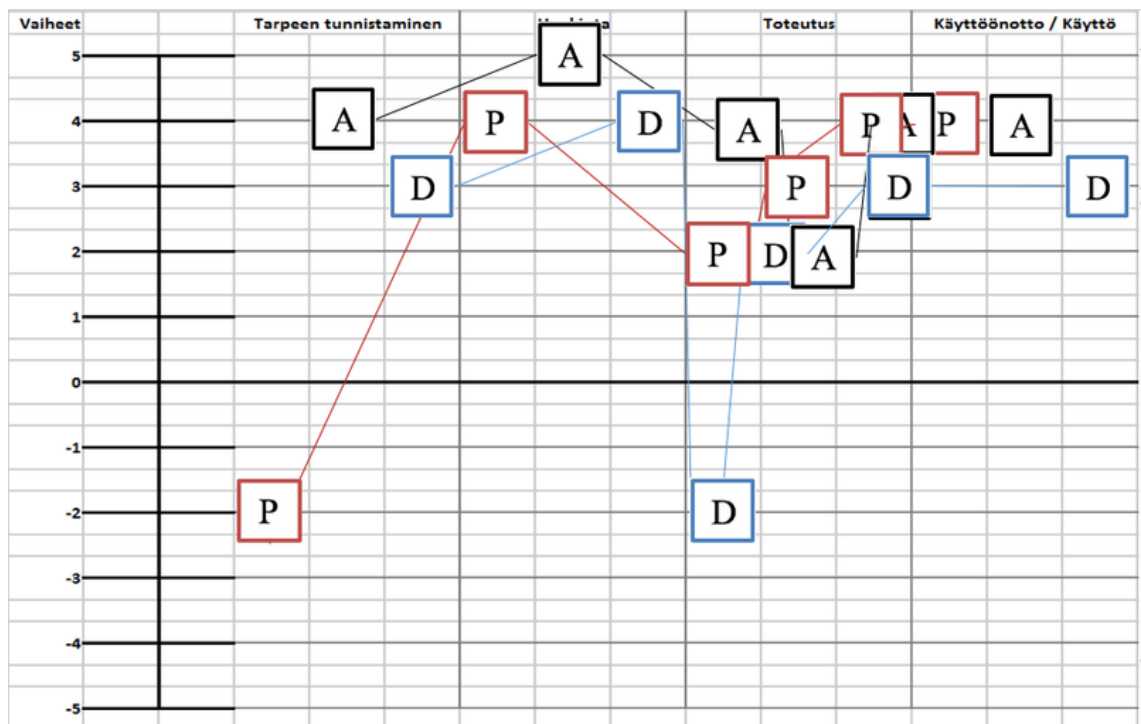 Vaiheet Tarpeen tunnistaminen Toteutus Käyttöönotto / Käyttö
5 A
4 A P D A P A P A
3 D P D D
2 P D A
1
0
-1
-2 P D
-3
-4
-5